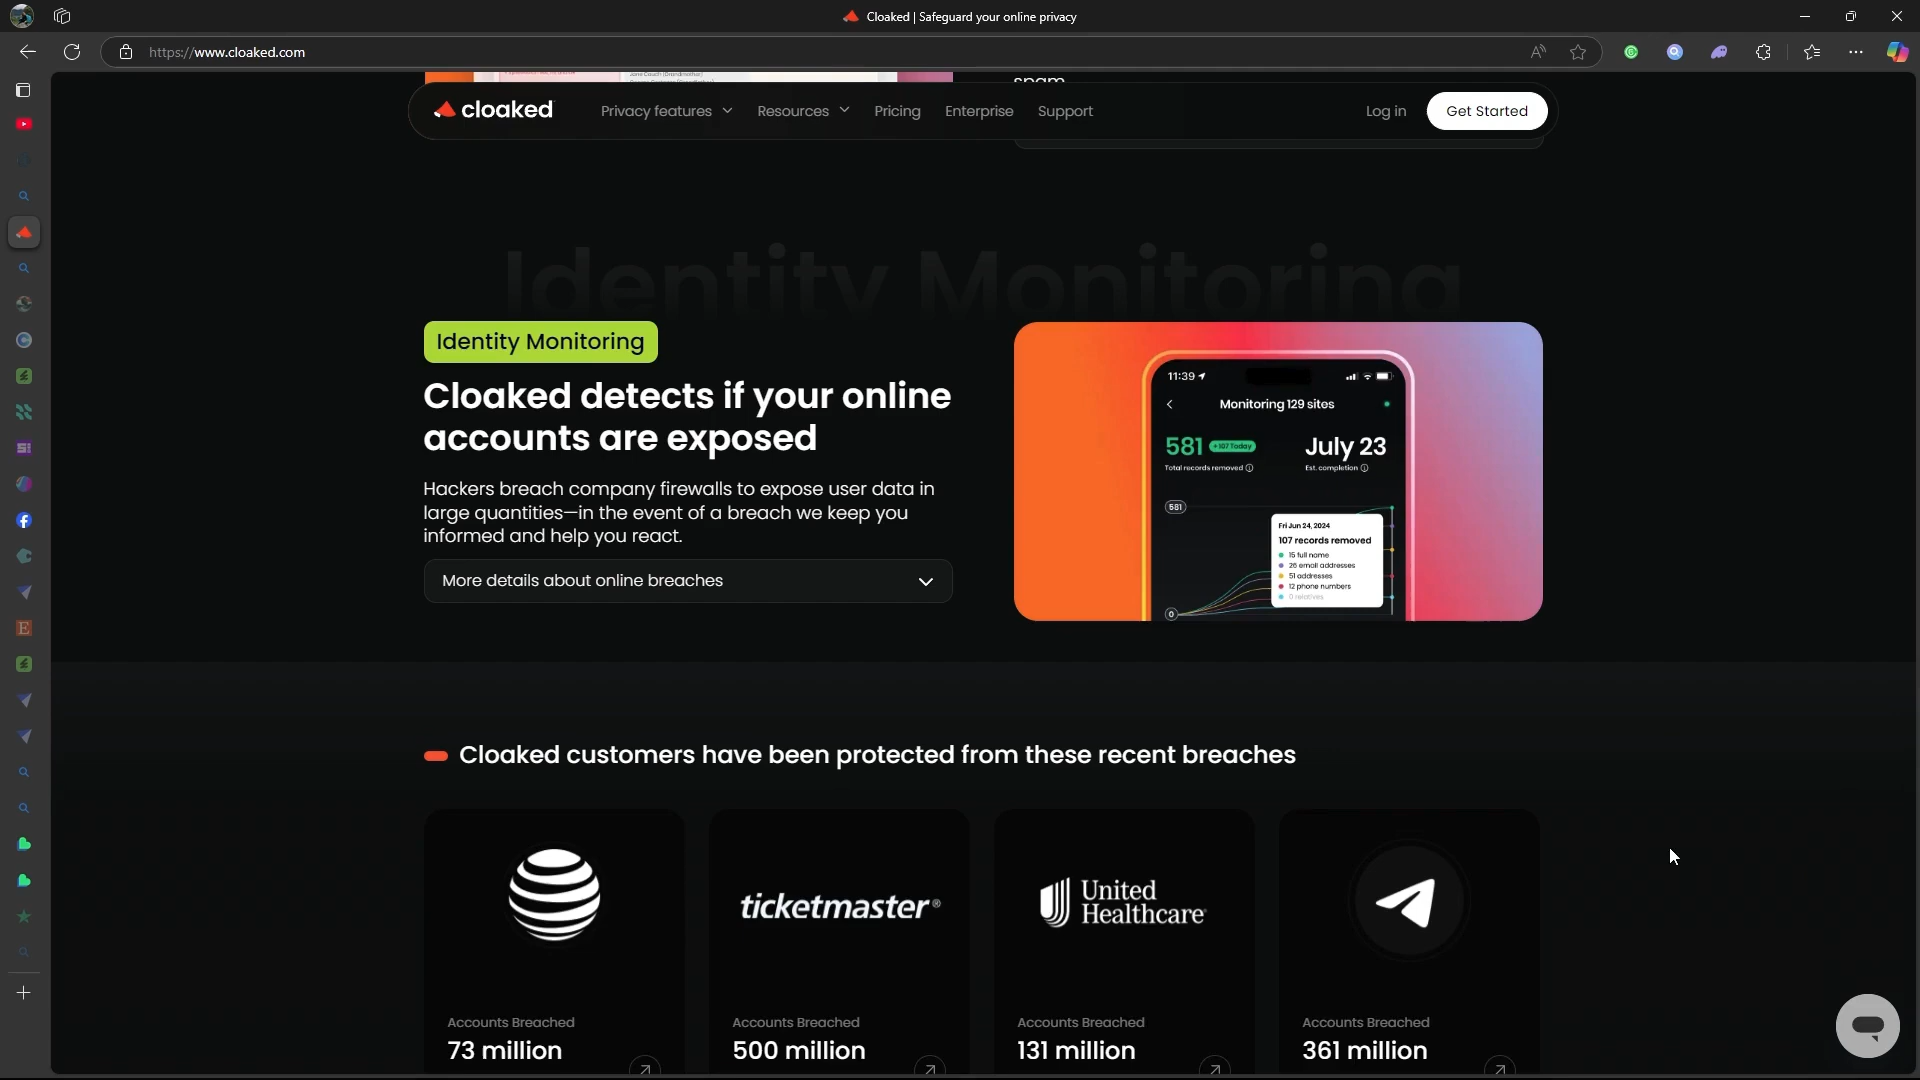 Cloaked | Safeguard your online privacy
https://www.cloaked.com
spam
cloaked
Privacy features
Resources
Pricing
Enterprise
Support
Log in
Get Started
Identity Monitoring
Identity Monitoring
Cloaked detects if your online
accounts are exposed
Hackers breach company firewalls to expose user data in
large quantities—in the event of a breach we keep you
informed and help you react.
More details about online breaches
11:39
Monitoring 129 sites
581 +107 Today
July 23
Total records removed
Est. completion
581
Fri Jun 24, 2024
107 records removed
15 full name
26 email addresses
51 addresses
12 phone numbers
0 relatives
0
Cloaked customers have been protected from these recent breaches
ticketmaster®
United
Healthcare
Accounts Breached
73 million
Accounts Breached
500 million
Accounts Breached
131 million
Accounts Breached
361 million